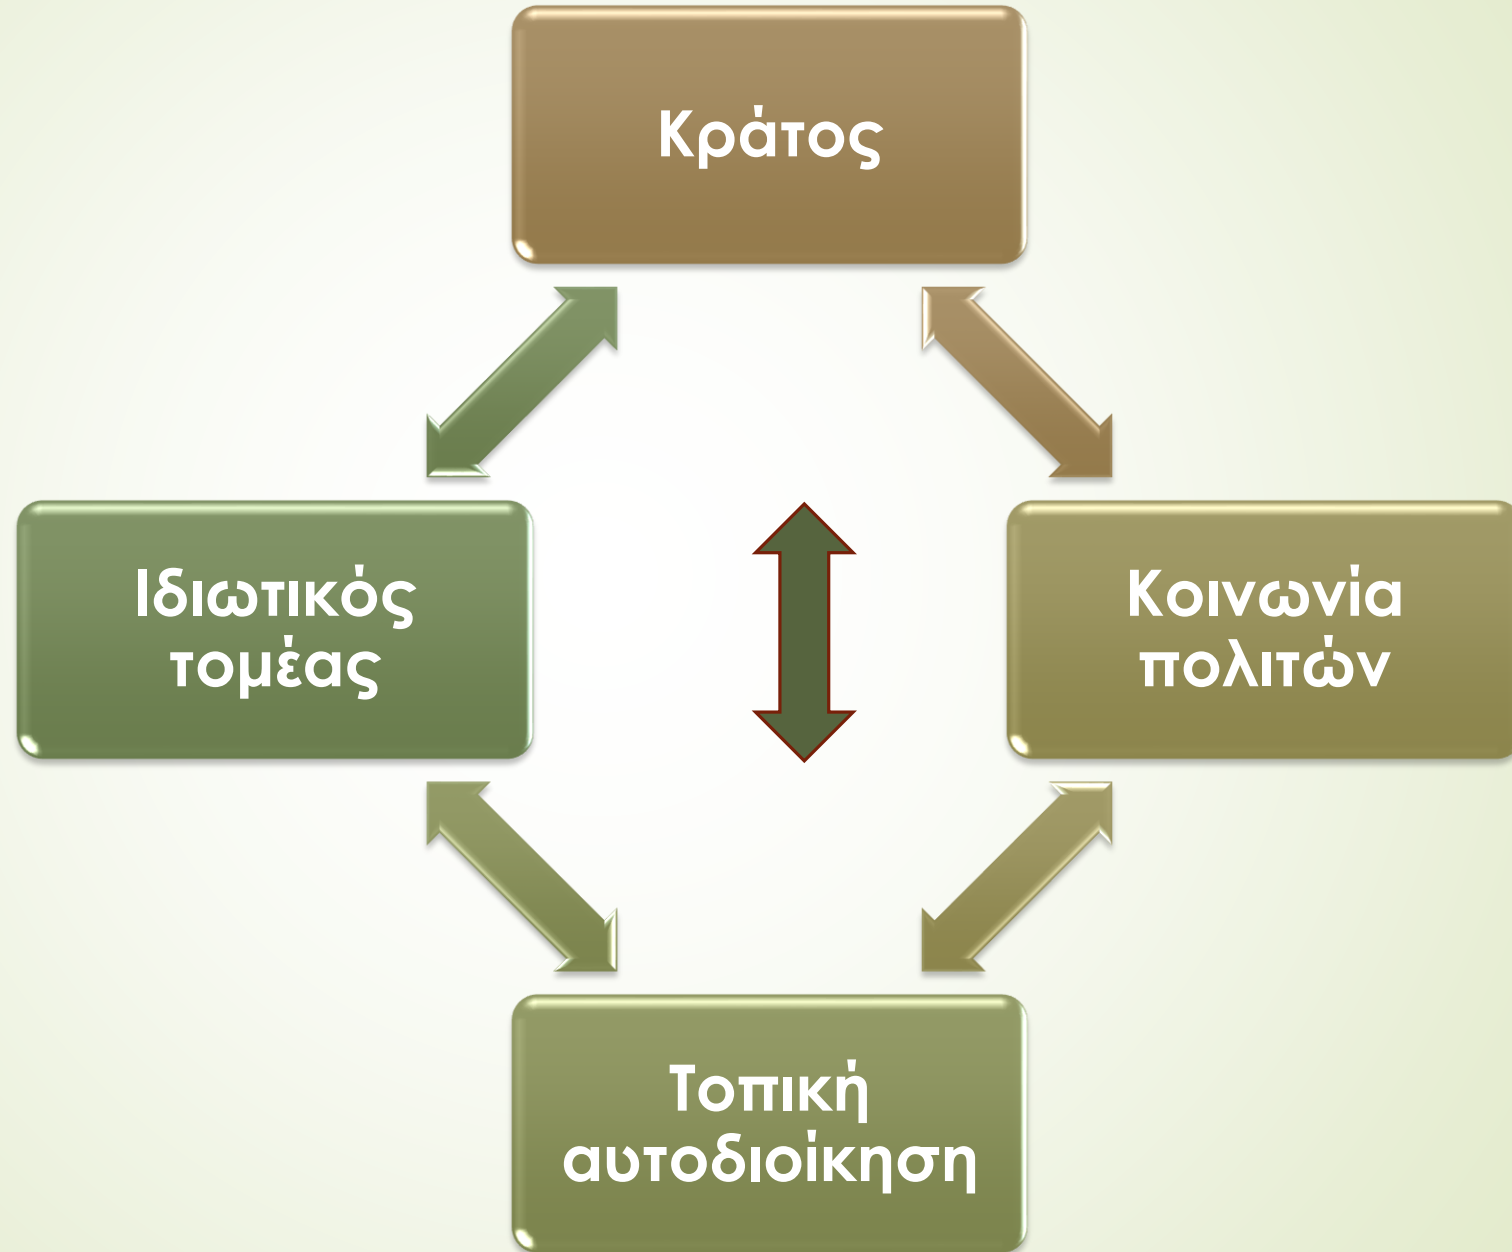 Κράτος
Ιδιωτικός
τομέας
Κοινωνία
πολιτών
Τοπική
αυτοδιοίκηση